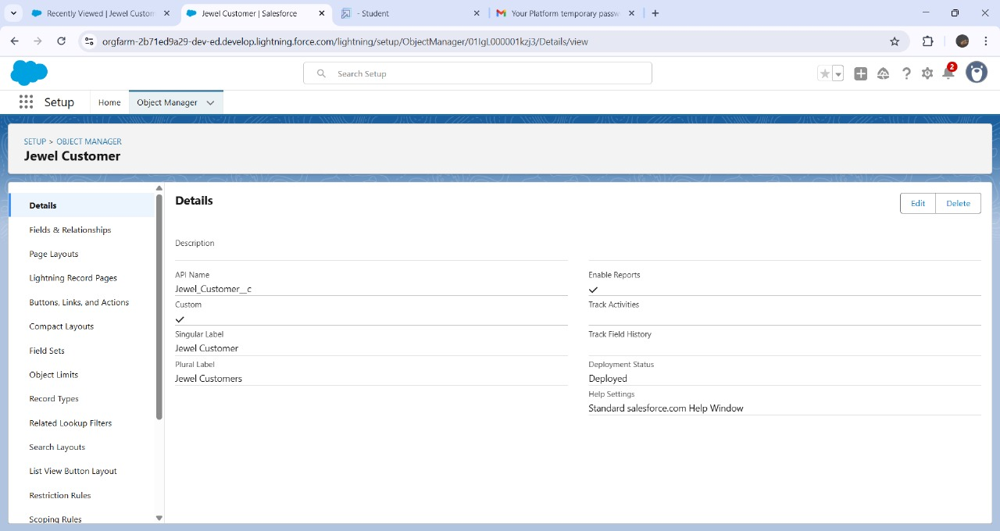 Recently Viewed | Jewel Custom
Jewel Customer | Salesforce
- Student
Your Platform temporary passw
orgfarm-2b71ed9a29-dev-ed.develop.lightning.force.com/lightning/setup/ObjectManager/01IgL000001kzj3/Details/view
Search Setup
2
Setup
Home
Object Manager
SETUP > OBJECT MANAGER
Jewel Customer
Details
Fields & Relationships
Page Layouts
Lightning Record Pages
Buttons, Links, and Actions
Compact Layouts
Field Sets
Object Limits
Record Types
Related Lookup Filters
Search Layouts
List View Button Layout
Restriction Rules
Scoping Rules
Details
Edit
Delete
Description
API Name
Jewel_Customer__c
Custom
Singular Label
Jewel Customer
Plural Label
Jewel Customers
Enable Reports
Track Activities
Track Field History
Deployment Status
Deployed
Help Settings
Standard salesforce.com Help Window